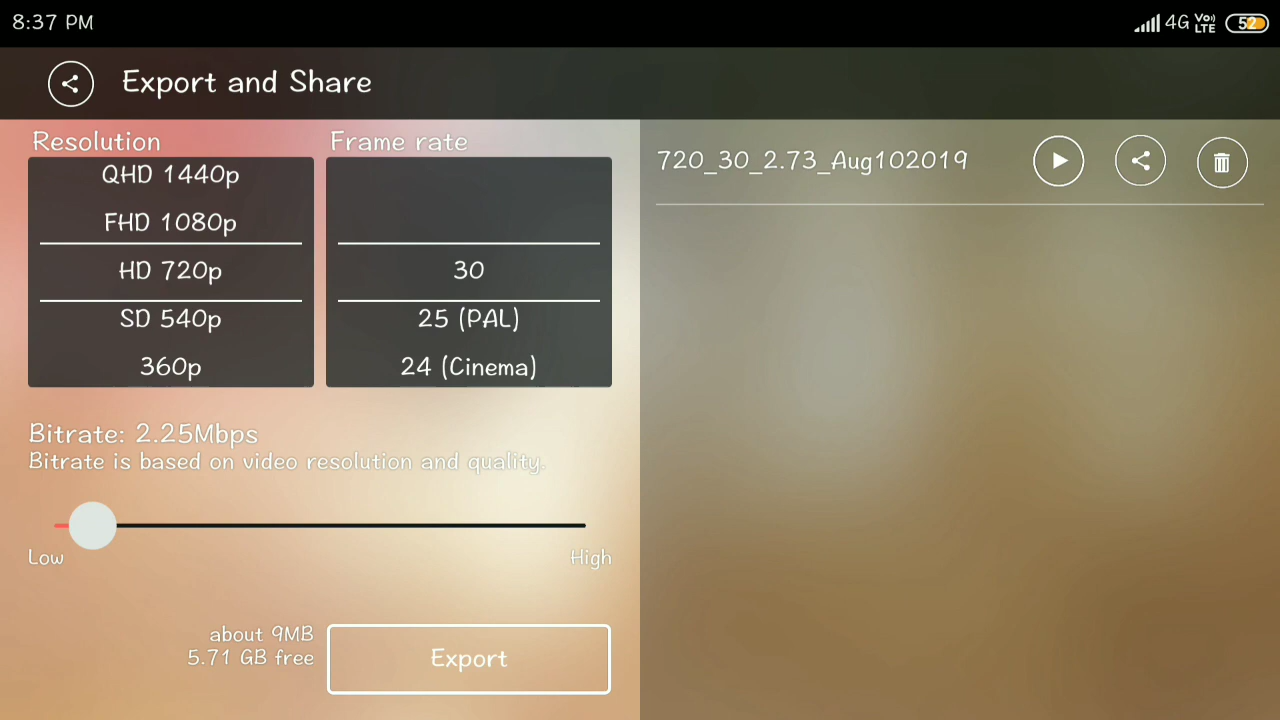 8:37 PM
4G Vo)) LTE 52
Export and Share
Resolution
QHD 1440p
FHD 1080p
HD 720p
SD 540p
360p
Frame rate
30
25 (PAL)
24 (Cinema)
Bitrate: 2.25Mbps
Bitrate is based on video resolution and quality.
Low
High
about 9MB
5.71 GB free
Export
720_30_2.73_Aug102019